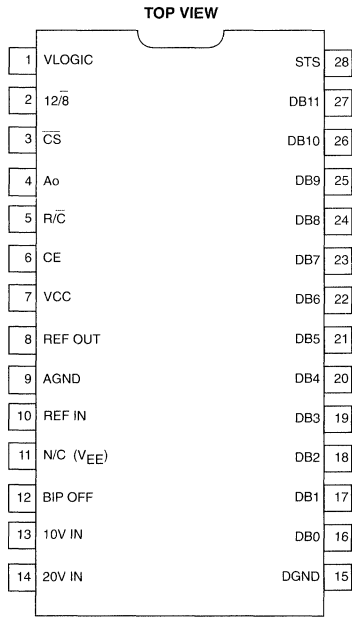 TOP VIEW
1 VLOGIC STS 28
2 12/8̅ DB11 27
3 C̅S̅ DB10 26
4 Ao DB9 25
5 R/C̅ DB8 24
6 CE DB7 23
7 VCC DB6 22
8 REF OUT DB5 21
9 AGND DB4 20
10 REF IN DB3 19
11 N/C (VEE) DB2 18
12 BIP OFF DB1 17
13 10V IN DB0 16
14 20V IN DGND 15